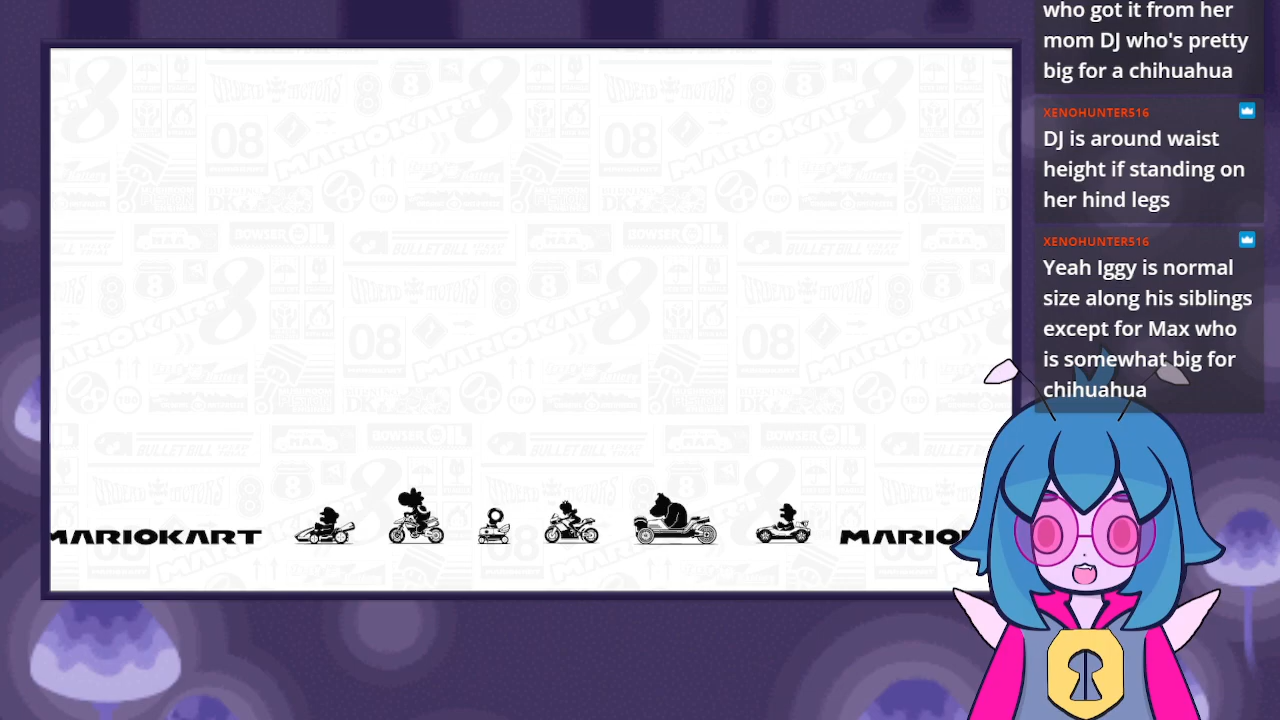 who got it from her
mom DJ who's pretty
big for a chihuahua
XENOHUNTER516
DJ is around waist
height if standing on
her hind legs
XENOHUNTER516
Yeah Iggy is normal
size along his siblings
except for Max who
is somewhat big for
chihuahua
MARIOKART
MARIO